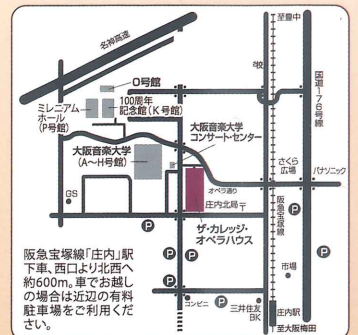 至豊中
名神高速
O号館
ミレニアム
ホール
(P号館)
100周年
記念館(K号館)
国道176号線
大阪音楽大学
コンサート・センター
大阪音楽大学
(A〜H号館)
さくら
広場
パナソニック
オペラ通り
GS
庄内北局〒
阪急宝塚線
P
ザ・カレッジ・
オペラハウス
P
P
P
P
市場
P
コンビニ
三井住友
BK
庄内駅
至大阪梅田
阪急宝塚線「庄内」駅
下車、西口より北西へ
約600m。車でお越し
の場合は近辺の有料
駐車場をご利用くだ
さい。